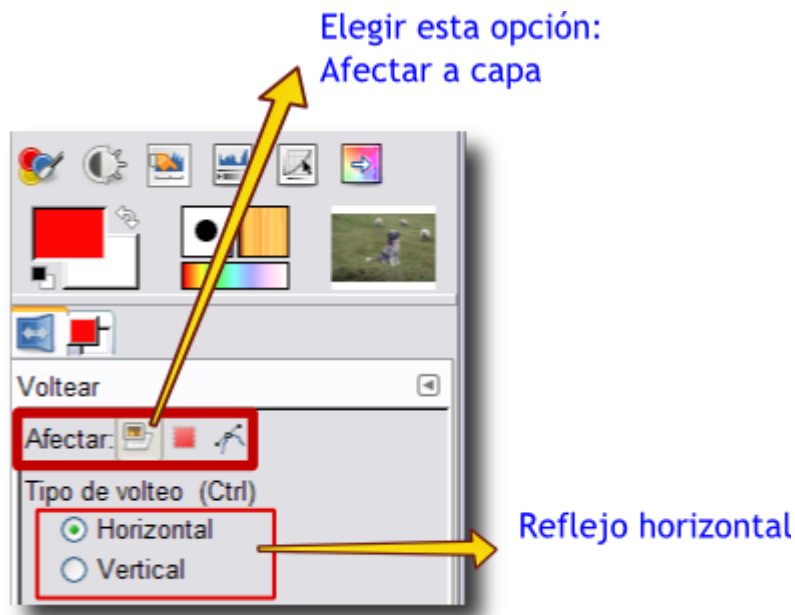 Elegir esta opción:
Afectar a capa
Voltear
Afectar:
Tipo de volteo (Ctrl)
Horizontal
Vertical
Reflejo horizontal